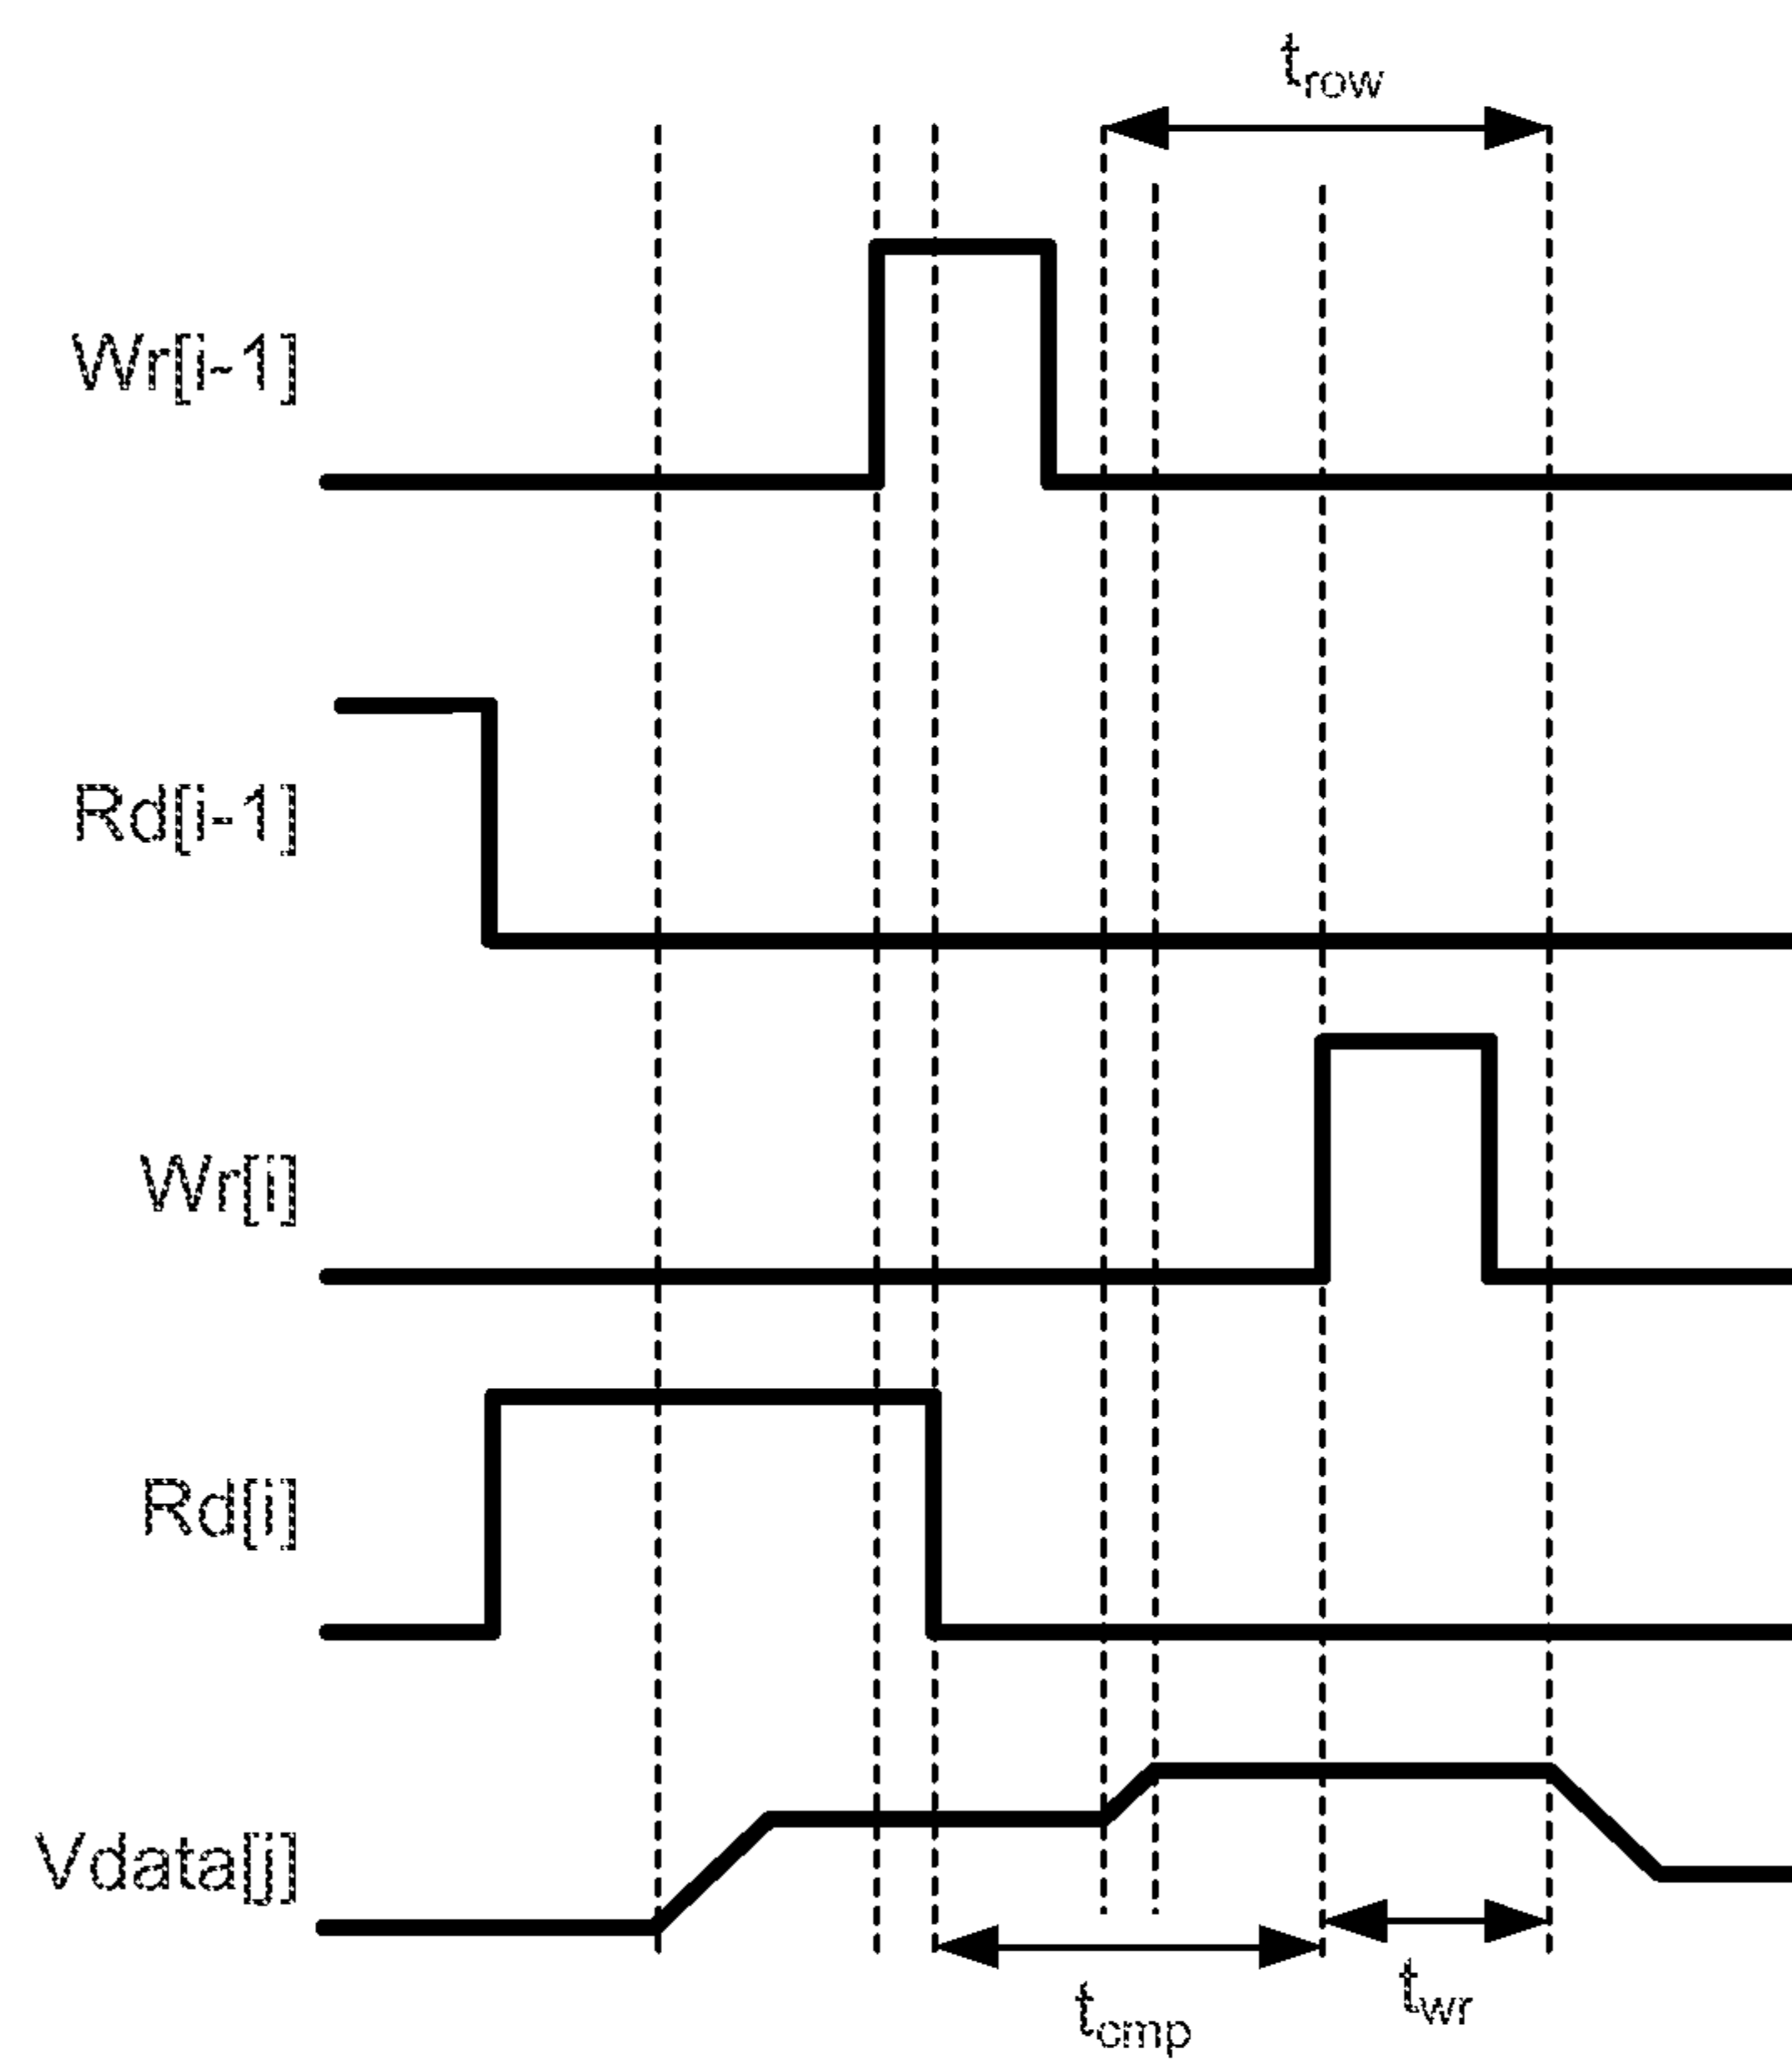 t_row
Wr[i-1]
Rd[i-1]
Wr[i]
Rd[i]
Vdata[j]
t_cmp
t_wr